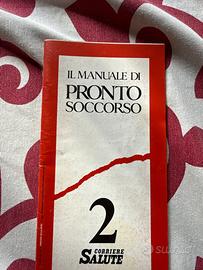 IL MANUALE DI
PRONTO
SOCCORSO
2
CORRIERE
SALUTE